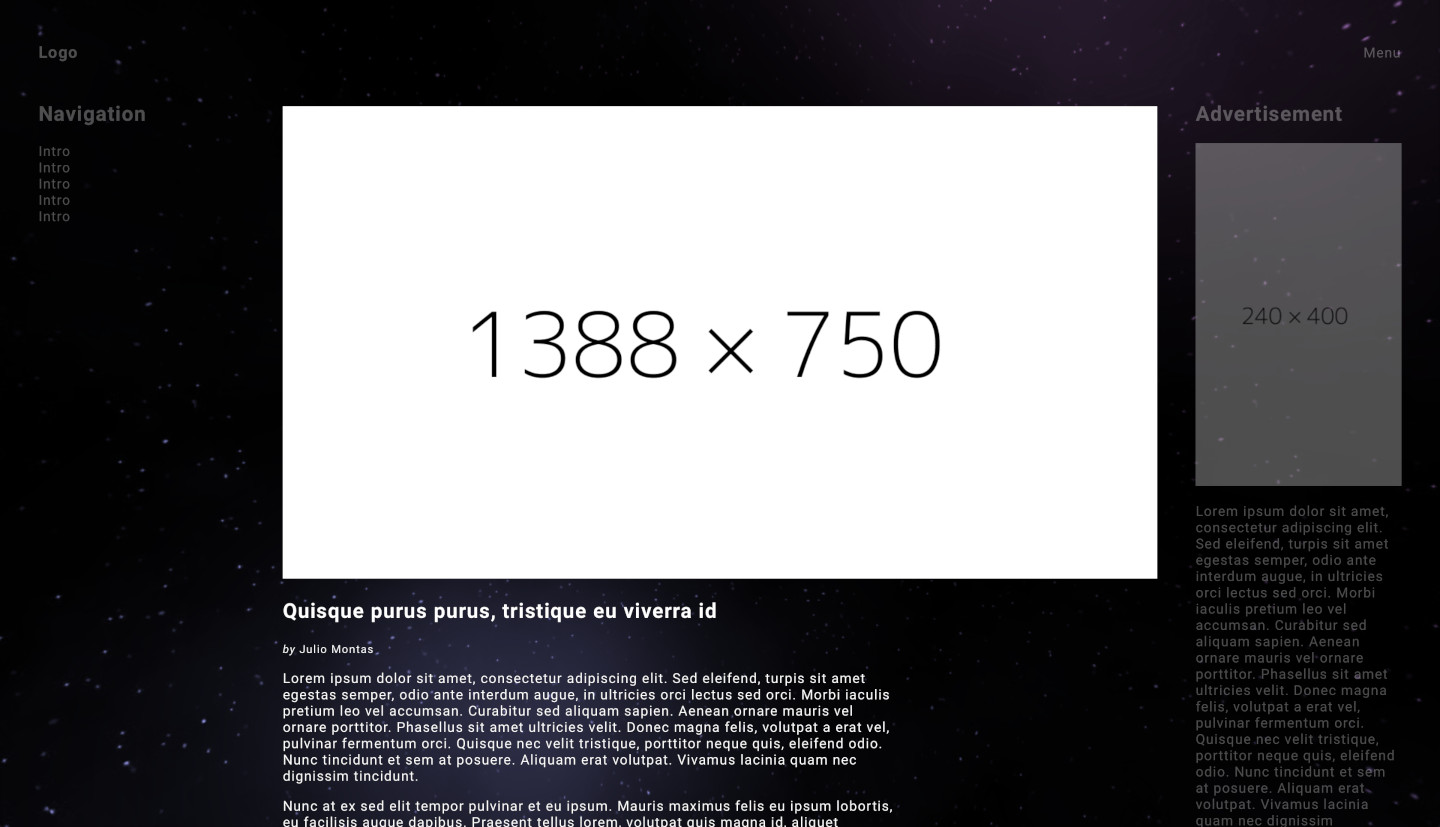 Logo
Menu
Navigation
Intro
Intro
Intro
Intro
Intro
1388 × 750
Quisque purus purus, tristique eu viverra id
by Julio Montas
Lorem ipsum dolor sit amet, consectetur adipiscing elit. Sed eleifend, turpis sit amet
egestas semper, odio ante interdum augue, in ultricies orci lectus sed orci. Morbi iaculis
pretium leo vel accumsan. Curabitur sed aliquam sapien. Aenean ornare mauris vel
ornare porttitor. Phasellus sit amet ultricies velit. Donec magna felis, volutpat a erat vel,
pulvinar fermentum orci. Quisque nec velit tristique, porttitor neque quis, eleifend odio.
Nunc tincidunt et sem at posuere. Aliquam erat volutpat. Vivamus lacinia quam nec
dignissim tincidunt.
Nunc at ex sed elit tempor pulvinar et eu ipsum. Mauris maximus felis eu ipsum lobortis,
eu facilisis augue dapibus. Praesent tellus lorem, volutpat quis magna id, aliquet
Advertisement
240 × 400
Lorem ipsum dolor sit amet,
consectetur adipiscing elit.
Sed eleifend, turpis sit amet
egestas semper, odio ante
interdum augue, in ultricies
orci lectus sed orci. Morbi
iaculis pretium leo vel
accumsan. Curabitur sed
aliquam sapien. Aenean
ornare mauris vel ornare
porttitor. Phasellus sit amet
ultricies velit. Donec magna
felis, volutpat a erat vel,
pulvinar fermentum orci.
Quisque nec velit tristique,
porttitor neque quis, eleifend
odio. Nunc tincidunt et sem
at posuere. Aliquam erat
volutpat. Vivamus lacinia
quam nec dignissim